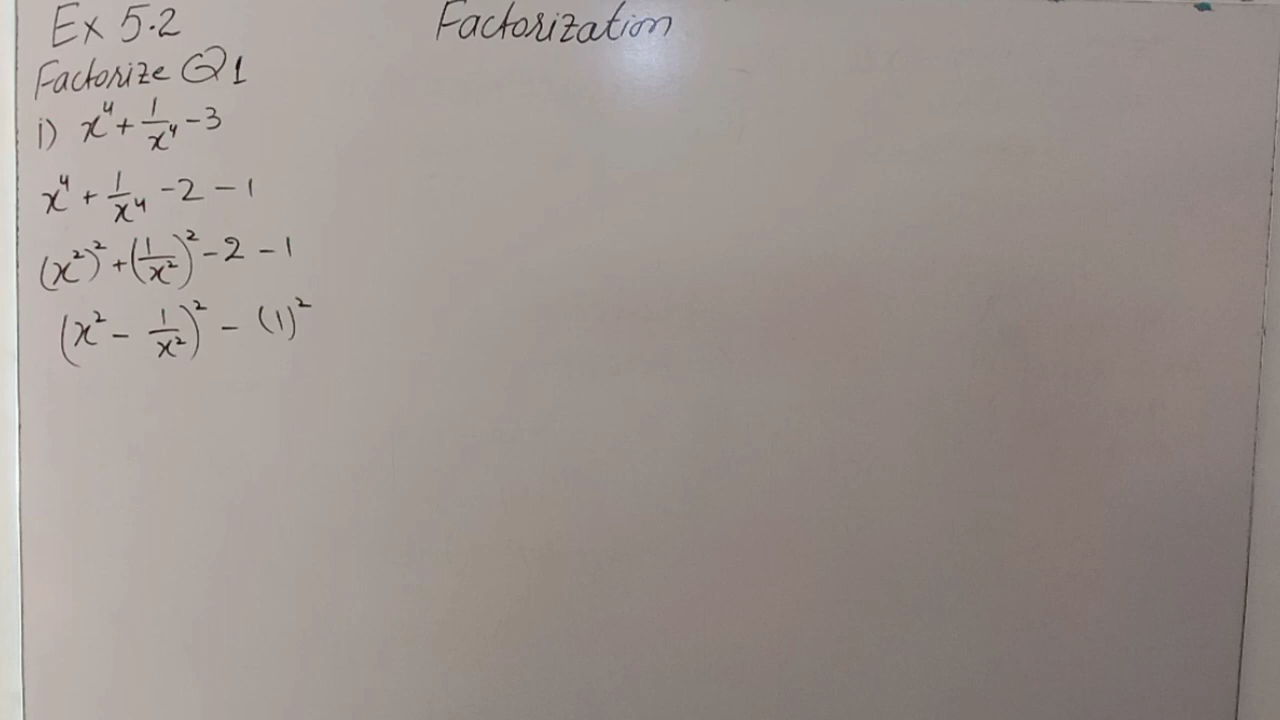 Ex 5.2
Factorization
Factorize Q1
i) x⁴ + 1/x⁴ - 3
x⁴ + 1/x⁴ - 2 - 1
(x²)² + (1/x²)² - 2 - 1
(x² - 1/x²)² - (1)²